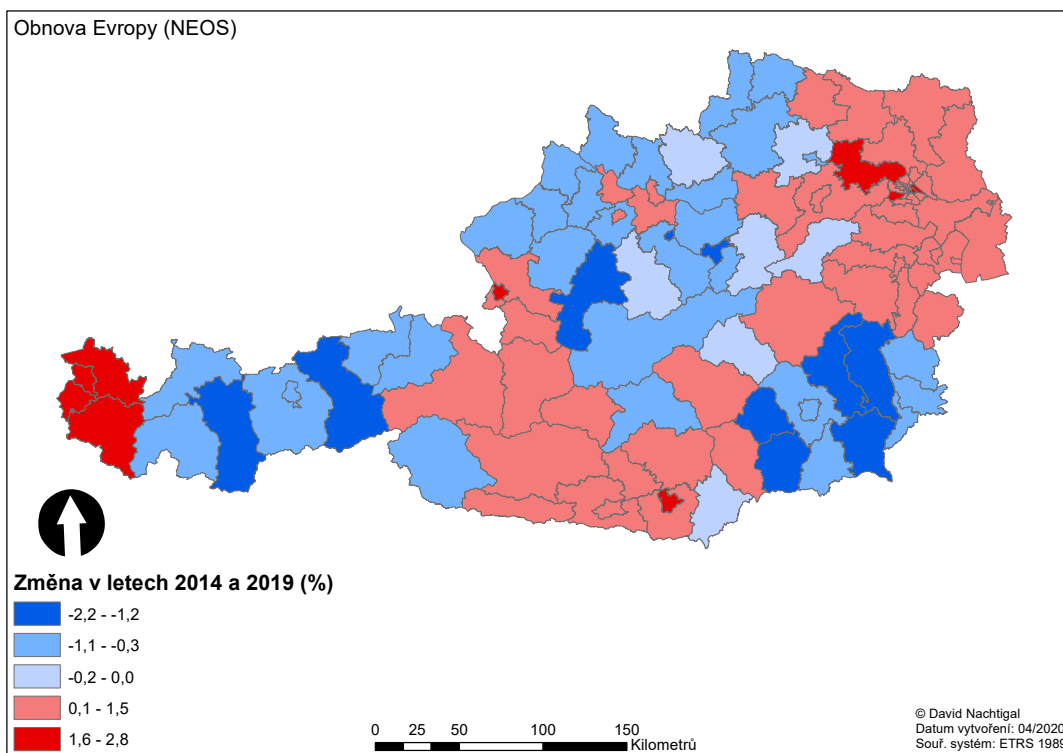 Obnova Evropy (NEOS)
Změna v letech 2014 a 2019 (%)
-2,2 - -1,2
-1,1 - -0,3
-0,2 - 0,0
0,1 - 1,5
1,6 - 2,8
0 25 50 100 150
Kilometrů
© David Nachtigal
Datum vytvoření: 04/2020
Souř. systém: ETRS 1989